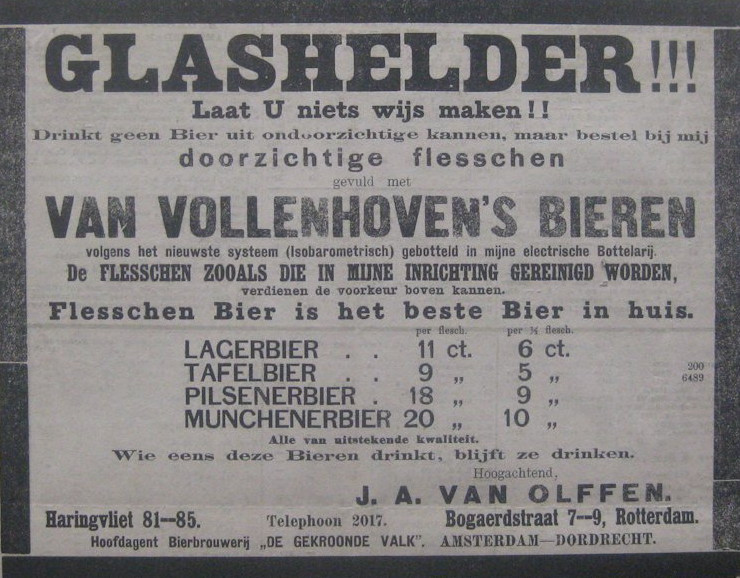 GLASHELDER!!!
Laat U niets wijs maken!!
Drinkt geen Bier uit ondoorzichtige kannen, maar bestel bij mij
doorzichtige flesschen
gevuld met
VAN VOLLENHOVEN'S BIEREN
volgens het nieuwste systeem (Isobarometrisch) gebotteld in mijne electrische Bottelarij.
De FLESSCHEN ZOOALS DIE IN MIJNE INRICHTING GEREINIGD WORDEN,
verdienen de voorkeur boven kannen.
Flesschen Bier is het beste Bier in huis.
per flesch. per ½ flesch.
LAGERBIER . . 11 ct. 6 ct.
TAFELBIER . . 9 „ 5 „
PILSENERBIER . 18 „ 9 „
MUNCHENERBIER 20 „ 10 „
200
6489
Alle van uitstekende kwaliteit.
Wie eens deze Bieren drinkt, blijft ze drinken.
Hoogachtend,
J. A. VAN OLFFEN.
Haringvliet 81—85. Telephoon 2017. Bogaerdstraat 7—9, Rotterdam.
Hoofdagent Bierbrouwerij „DE GEKROONDE VALK". AMSTERDAM—DORDRECHT.